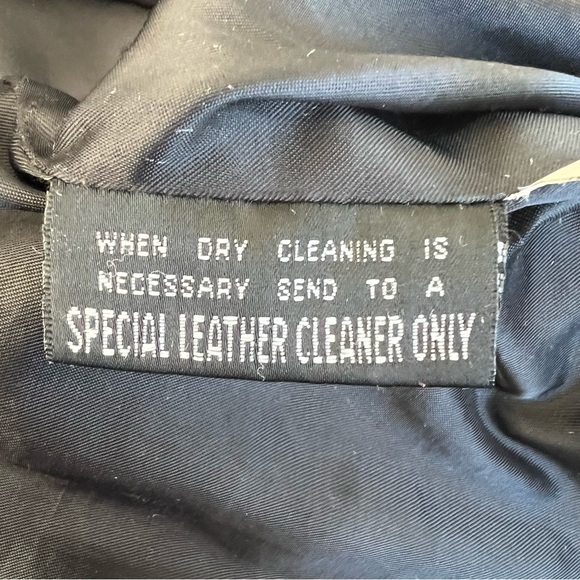 WHEN DRY CLEANING IS
NECESSARY SEND TO A
SPECIAL LEATHER CLEANER ONLY